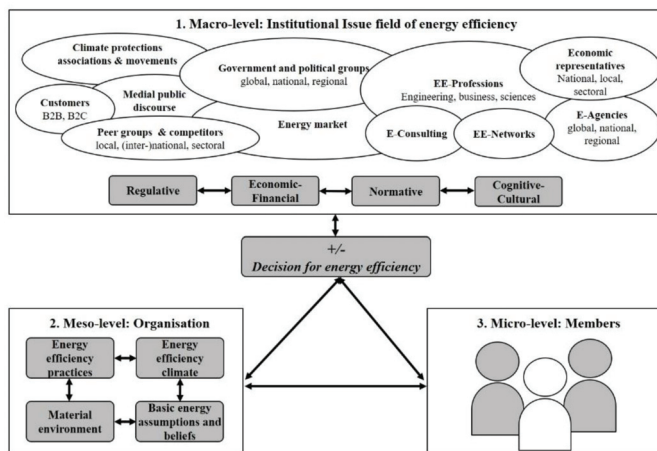 1. Macro-level: Institutional Issue field of energy efficiency
Climate protections
associations & movements
Government and political groups
global, national, regional
Economic
representatives
National, local,
sectoral
EE-Professions
Engineering, business, sciences
Customers
B2B, B2C
Medial public
discourse
Peer groups & competitors
local, (inter-)national, sectoral
Energy market
E-Consulting
EE-Networks
E-Agencies
global, national,
regional
Regulative
Economic-
Financial
Normative
Cognitive-
Cultural
+/-
Decision for energy efficiency
2. Meso-level: Organisation
Energy
efficiency
practices
Energy
efficiency
climate
Material
environment
Basic energy
assumptions and
beliefs
3. Micro-level: Members